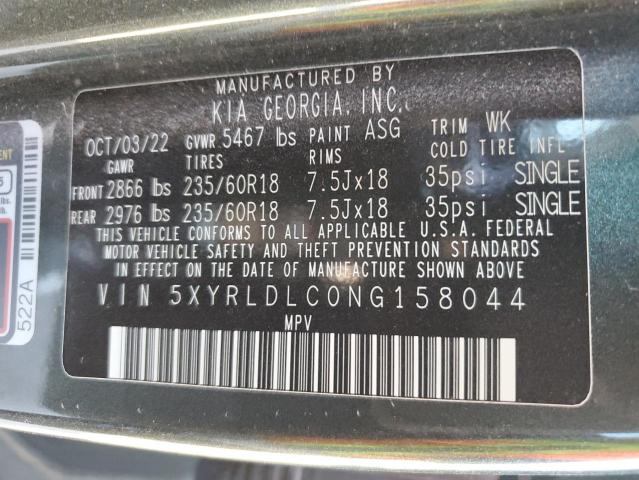 MANUFACTURED BY
KIA GEORGIA, INC.
OCT/03/22 GVWR 5467 lbs PAINT ASG TRIM WK
GAWR TIRES RIMS COLD TIRE INFL
FRONT 2866 lbs 235/60R18 7.5Jx18 35psi SINGLE
REAR 2976 lbs 235/60R18 7.5Jx18 35psi SINGLE
THIS VEHICLE CONFORMS TO ALL APPLICABLE U.S.A. FEDERAL
MOTOR VEHICLE SAFETY AND THEFT PREVENTION STANDARDS
IN EFFECT ON THE DATE OF MANUFACTURE SHOWN ABOVE
VIN 5XYRLDLC0NG158044
MPV
522A